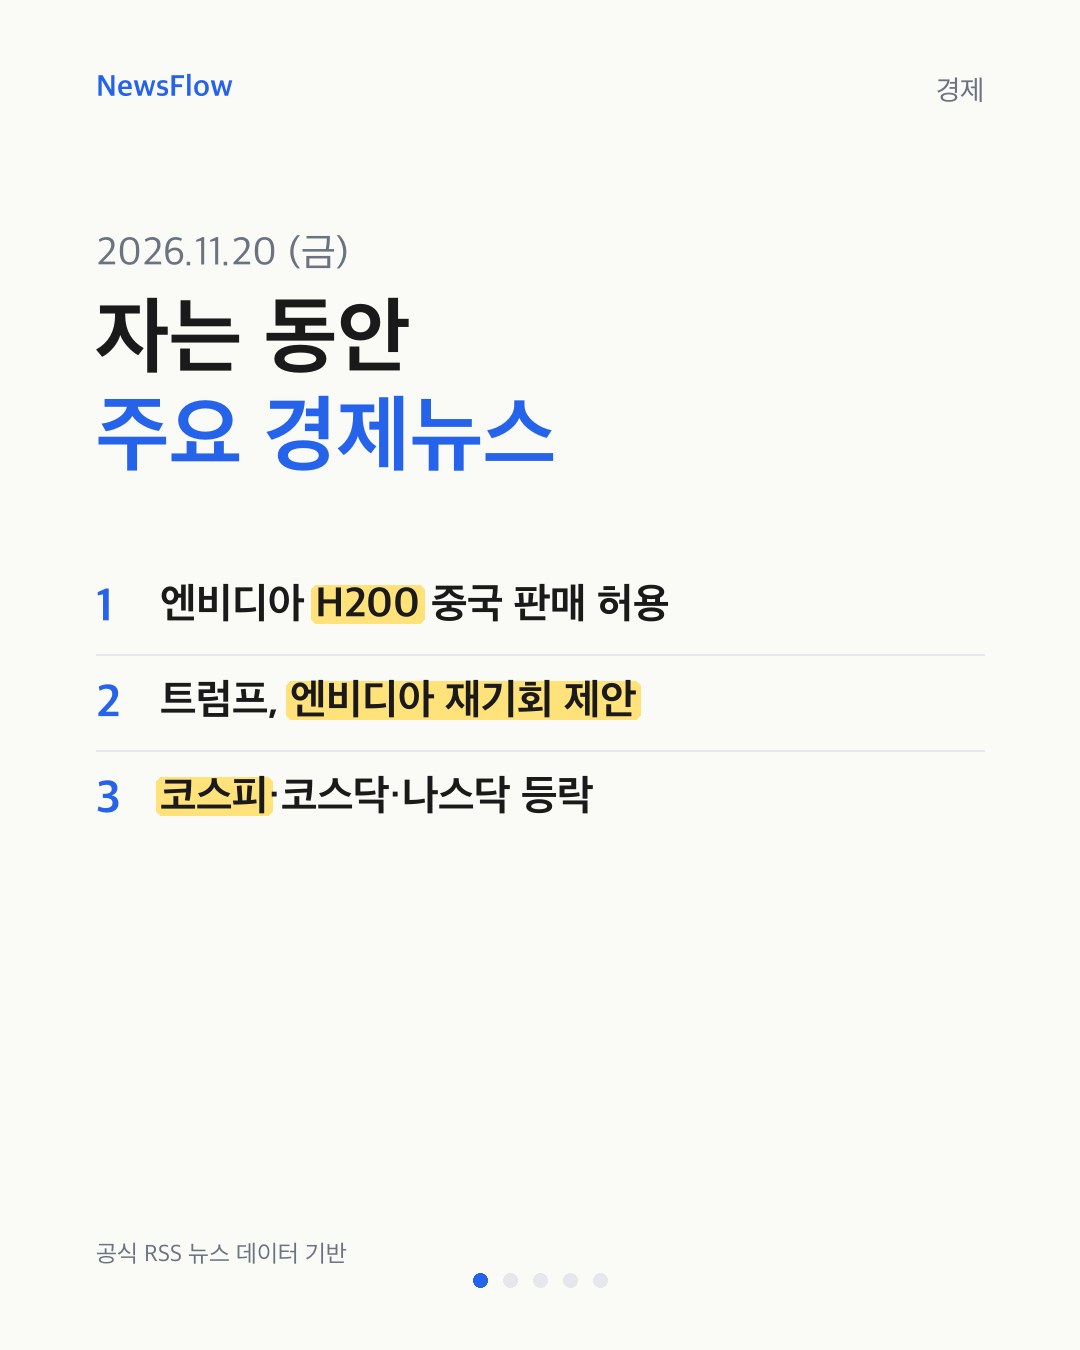 NewsFlow
경제
2026.11.20 (금)
자는 동안
주요 경제뉴스
1 엔비디아 H200 중국 판매 허용
2 트럼프, 엔비디아 재기회 제안
3 코스피·코스닥·나스닥 등락
공식 RSS 뉴스 데이터 기반